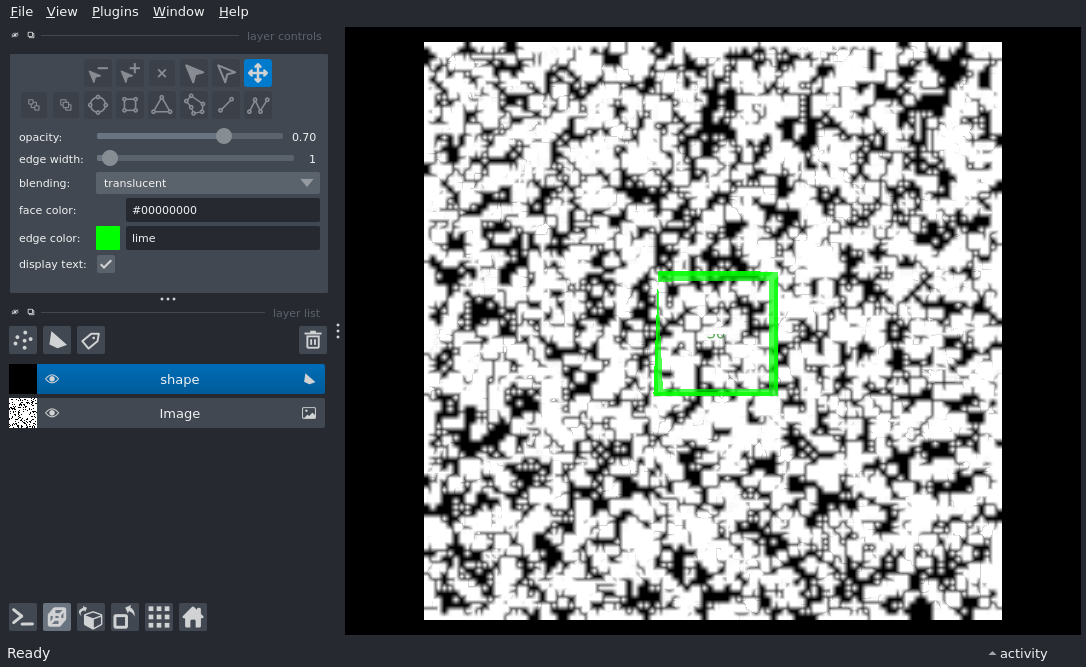 File View Plugins Window Help
layer controls
opacity: 0.70
edge width: 1
blending: translucent
face color: #00000000
edge color: lime
display text:
layer list
shape
Image
Ready
activity